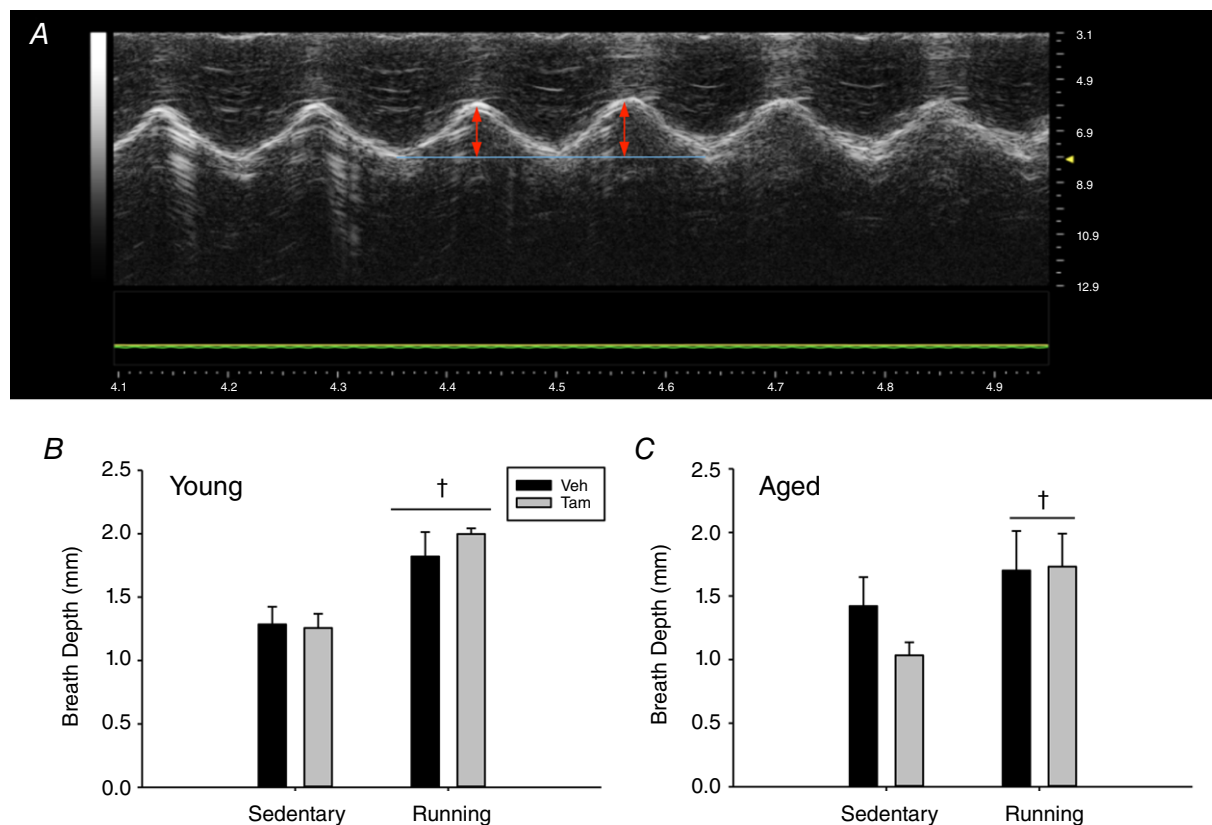 A
3.1
4.9
6.9
8.9
10.9
12.9
4.1 4.2 4.3 4.4 4.5 4.6 4.7 4.8 4.9
B
Young
†
Veh
Tam
Breath Depth (mm)
2.5
2.0
1.5
1.0
0.5
0.0
Sedentary Running
C
Aged
†
Breath Depth (mm)
2.5
2.0
1.5
1.0
0.5
0.0
Sedentary Running